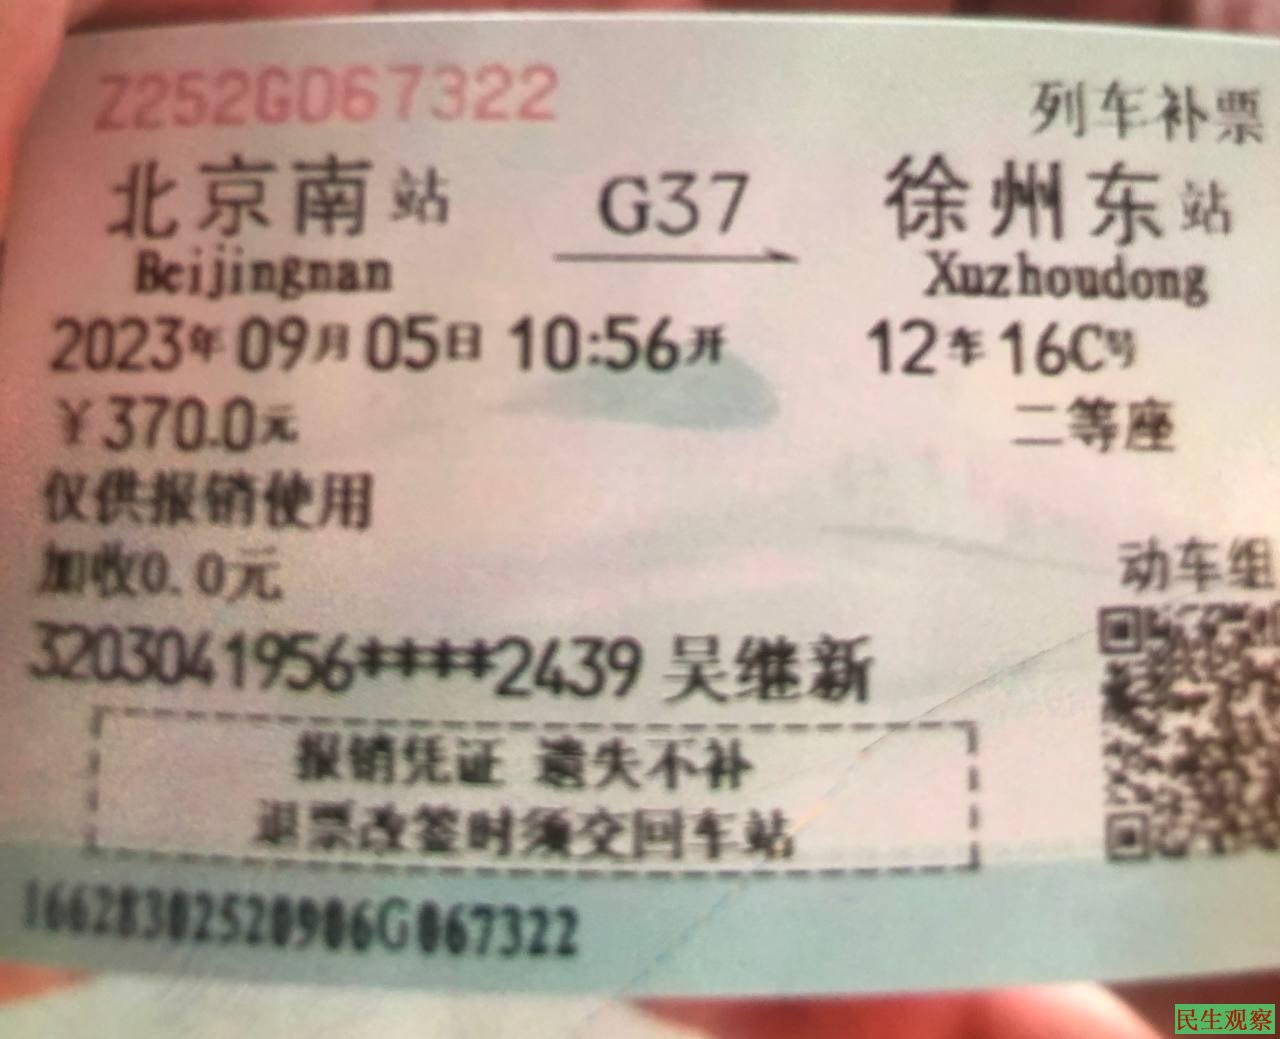 Z252G067322 列车补票
北京南站 G37 徐州东站
Beijingnan Xuzhoudong
2023年09月05日 10:56开 12车16C号
¥370.0元 二等座
仅供报销使用
加收0.0元 动车组
3203041956****2439 吴继新
报销凭证 遗失不补
退票改签时须交回车站
16628302520906G067322
民生观察